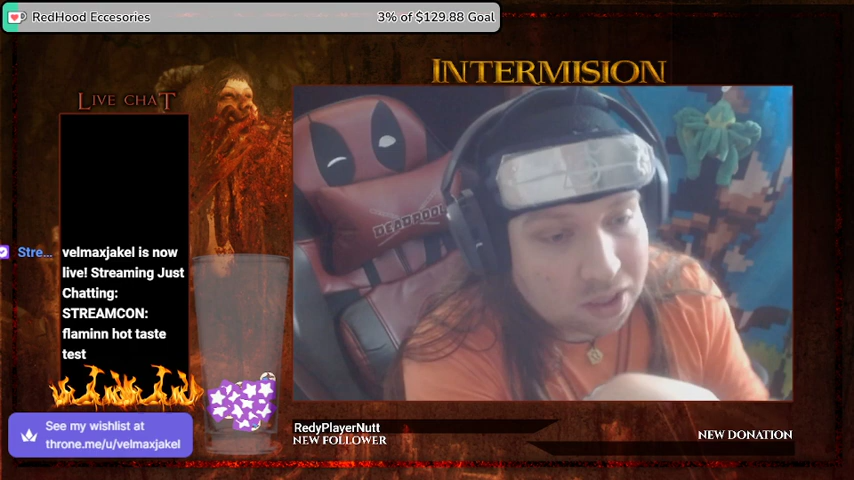 RedHood Eccesories
3% of $129.88 Goal
INTERMISION
LIVE CHAT
DEADPOOL
Stre...
velmaxjakel is now
live! Streaming Just
Chatting:
STREAMCON:
flaminn hot taste
test
See my wishlist at
throne.me/u/velmaxjakel
RedyPlayerNutt
NEW FOLLOWER
NEW DONATION